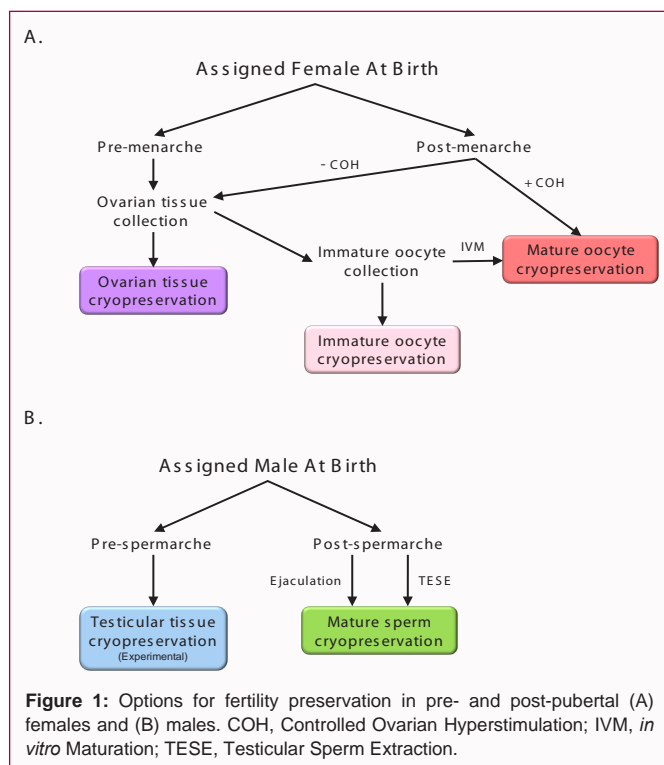 A.
Assigned Female At Birth
Pre-menarche
Post-menarche
- COH
+ COH
Ovarian tissue
collection
Immature oocyte
collection
IVM
Mature oocyte
cryopreservation
Ovarian tissue
cryopreservation
Immature oocyte
cryopreservation
B.
Assigned Male At Birth
Pre-spermarche
Post-spermarche
Ejaculation
TESE
Testicular tissue
cryopreservation
(Experimental)
Mature sperm
cryopreservation
Figure 1: Options for fertility preservation in pre- and post-pubertal (A)
females and (B) males. COH, Controlled Ovarian Hyperstimulation; IVM, in
vitro Maturation; TESE, Testicular Sperm Extraction.